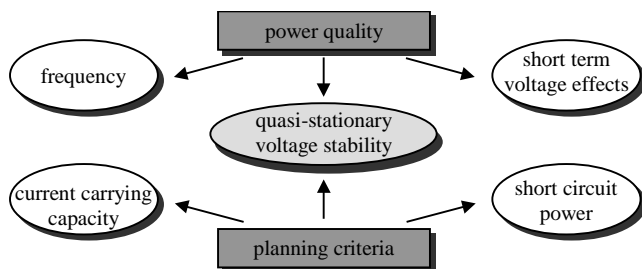 power quality
frequency
short term
voltage effects
quasi-stationary
voltage stability
current carrying
capacity
short circuit
power
planning criteria